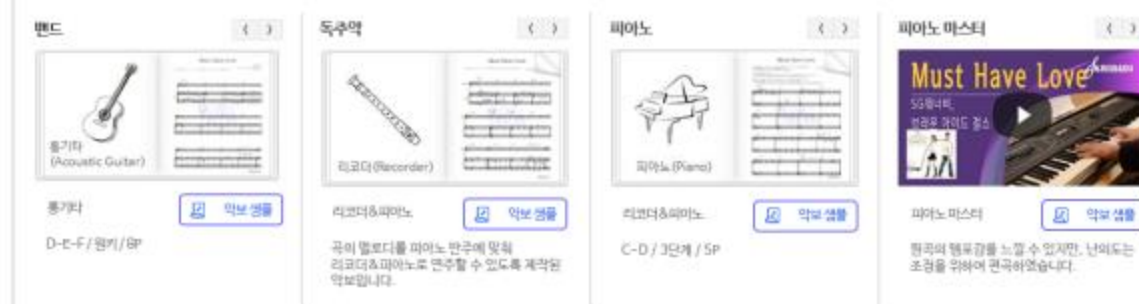 밴드
통기타
(Acoustic Guitar)
통기타
악보 샘플
D-E-F / 원키 / 8P
독주악
리코더(Recorder)
리코더&피아노
악보 샘플
곡의 멜로디를 피아노 반주에 맞춰
리코더&피아노로 연주할 수 있도록 제작된
악보입니다.
피아노
피아노(Piano)
리코더&피아노
악보 샘플
C-D / 3단계 / 5P
피아노 마스터
Must Have Love
SG워너비,
브라운 아이드 걸스
피아노 마스터
악보 샘플
원곡의 템포감를 느낄 수 있지만, 난의도는
조절을 위하여 편곡하였습니다.